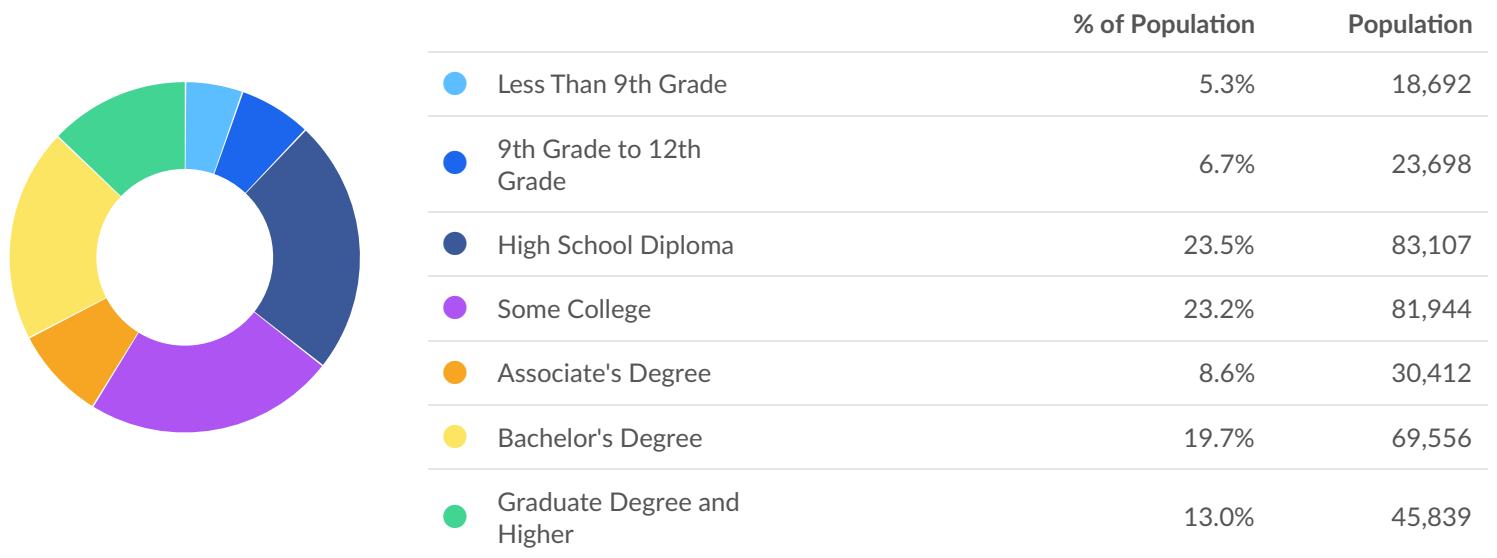 % of Population Population
Less Than 9th Grade 5.3% 18,692
9th Grade to 12th
Grade 6.7% 23,698
High School Diploma 23.5% 83,107
Some College 23.2% 81,944
Associate's Degree 8.6% 30,412
Bachelor's Degree 19.7% 69,556
Graduate Degree and
Higher 13.0% 45,839